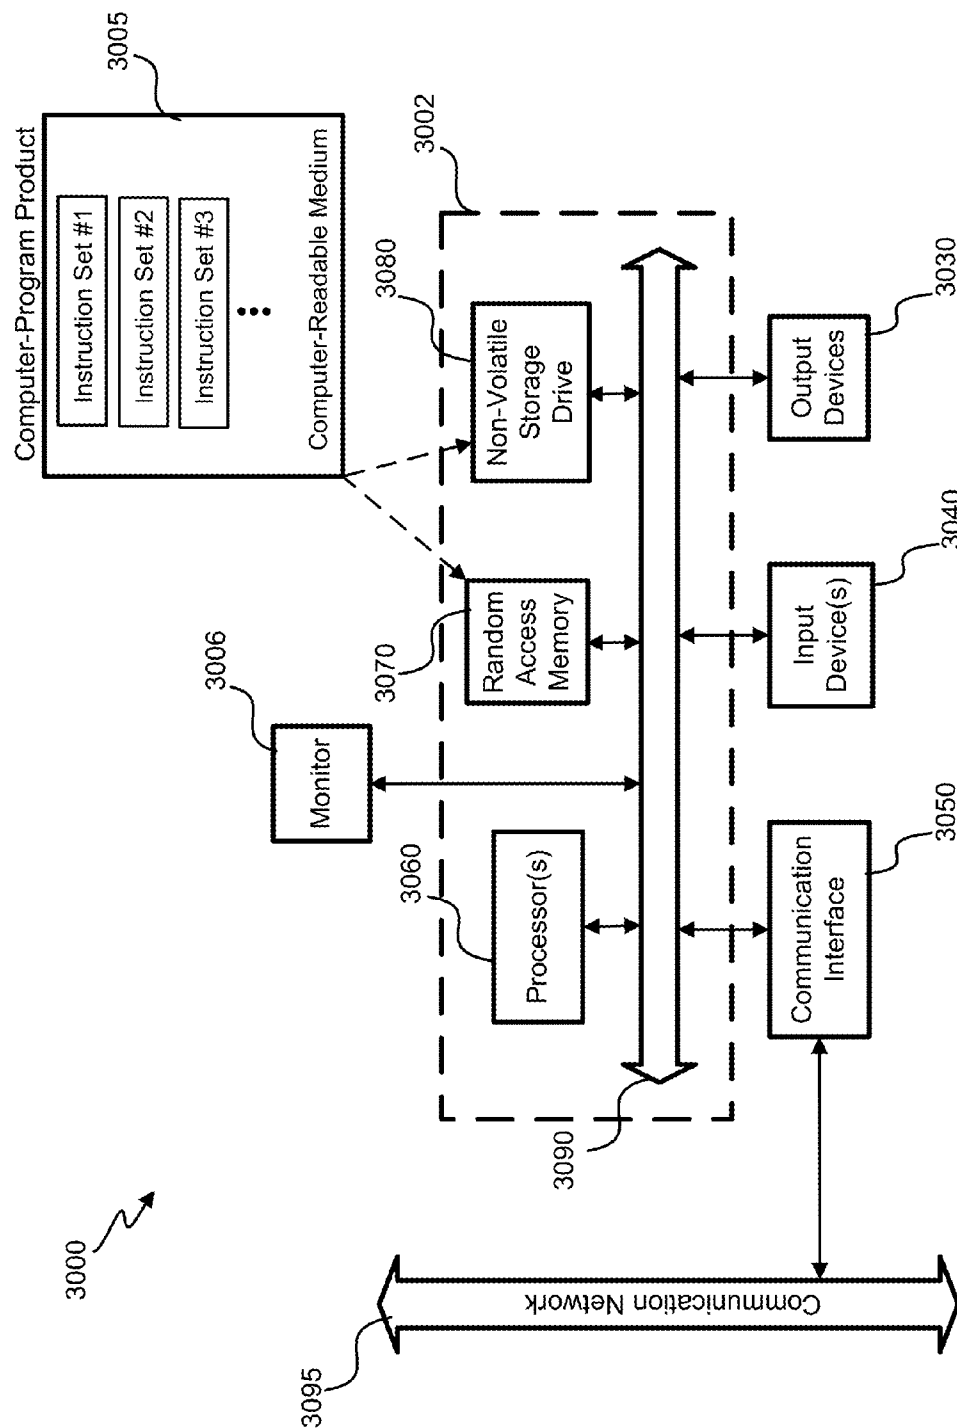 3000
Computer-Program Product
Instruction Set #1
Instruction Set #2
Instruction Set #3
Computer-Readable Medium
3005
3006
Monitor
3002
3060
Processor(s)
3070
Random
Access
Memory
3080
Non-Volatile
Storage
Drive
3090
3095
Communication Network
Communication
Interface
3050
Input
Device(s)
3040
Output
Devices
3030